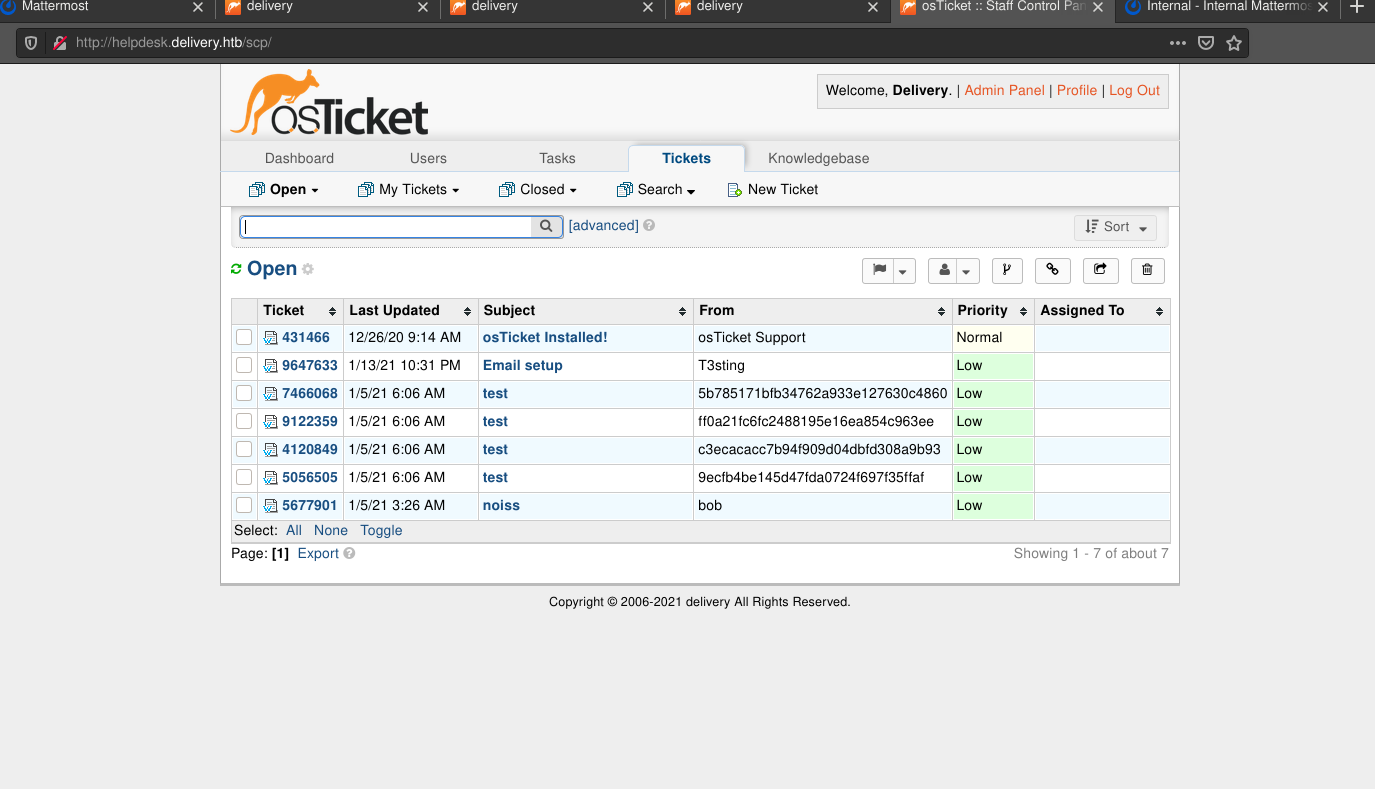 Mattermost delivery delivery delivery osTicket :: Staff Control Pan Internal - Internal Mattermos
http://helpdesk.delivery.htb/scp/
osTicket
Welcome, Delivery. | Admin Panel | Profile | Log Out
Dashboard Users Tasks Tickets Knowledgebase
Open My Tickets Closed Search New Ticket
[advanced] Sort
Open
Ticket Last Updated Subject From Priority Assigned To
431466 12/26/20 9:14 AM osTicket Installed! osTicket Support Normal
9647633 1/13/21 10:31 PM Email setup T3sting Low
7466068 1/5/21 6:06 AM test 5b785171bfb34762a933e127630c4860 Low
9122359 1/5/21 6:06 AM test ff0a21fc6fc2488195e16ea854c963ee Low
4120849 1/5/21 6:06 AM test c3ecacacc7b94f909d04dbfd308a9b93 Low
5056505 1/5/21 6:06 AM test 9ecfb4be145d47fda0724f697f35ffaf Low
5677901 1/5/21 3:26 AM noiss bob Low
Select: All None Toggle
Page: [1] Export Showing 1 - 7 of about 7
Copyright © 2006-2021 delivery All Rights Reserved.